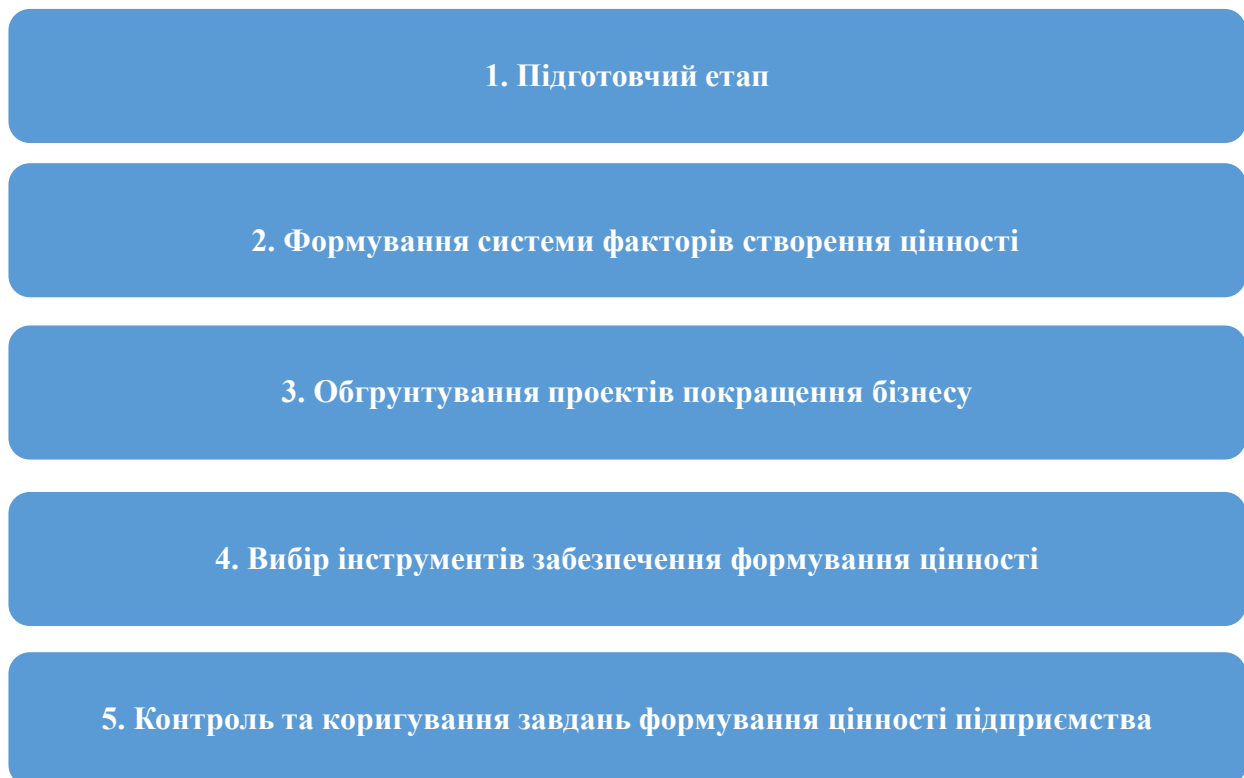 1. Підготовчий етап
2. Формування системи факторів створення цінності
3. Обгрунтування проектів покращення бізнесу
4. Вибір інструментів забезпечення формування цінності
5. Контроль та коригування завдань формування цінності підприємства